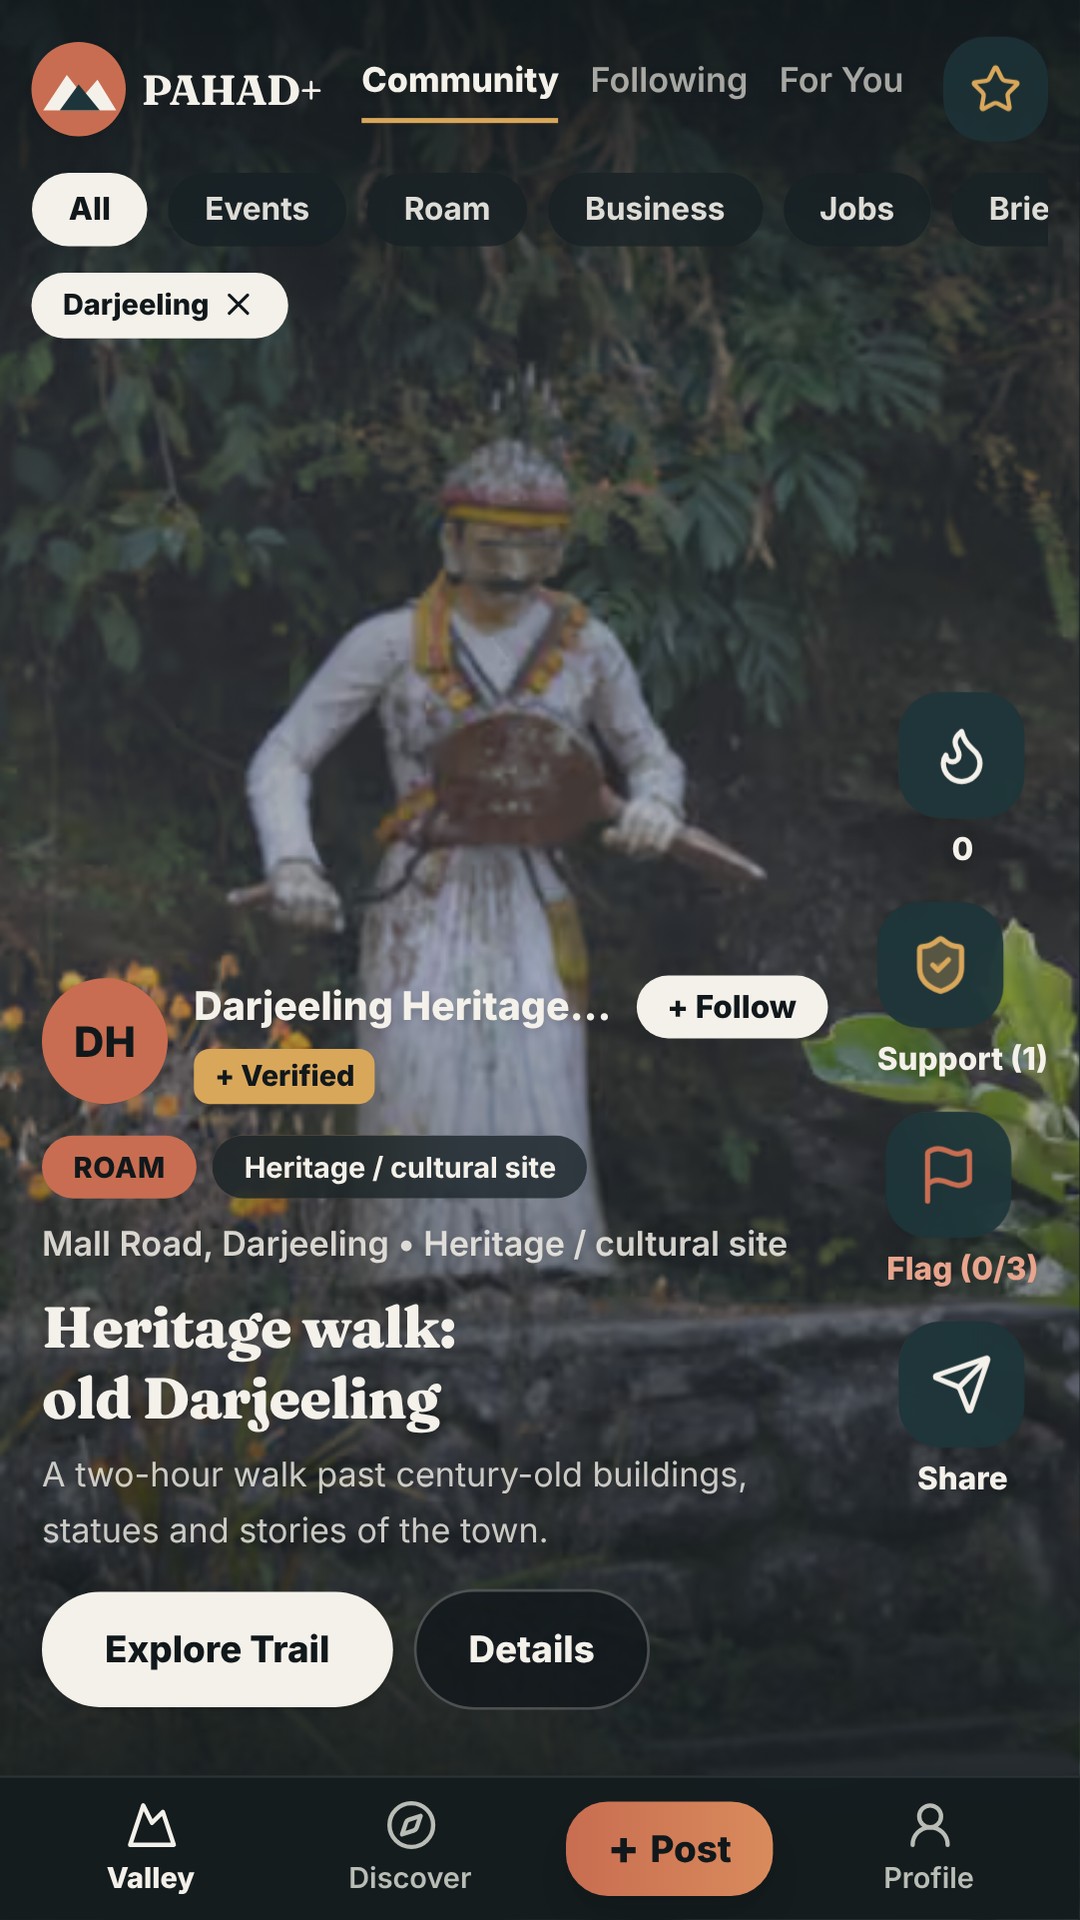 PAHAD+
Community Following For You
All Events Roam Business Jobs Brie
Darjeeling
0
Darjeeling Heritage... + Follow
+ Verified
DH
Support (1)
ROAM Heritage / cultural site
Mall Road, Darjeeling • Heritage / cultural site
Flag (0/3)
Heritage walk:
old Darjeeling
A two-hour walk past century-old buildings,
statues and stories of the town.
Share
Explore Trail Details
Valley Discover + Post Profile